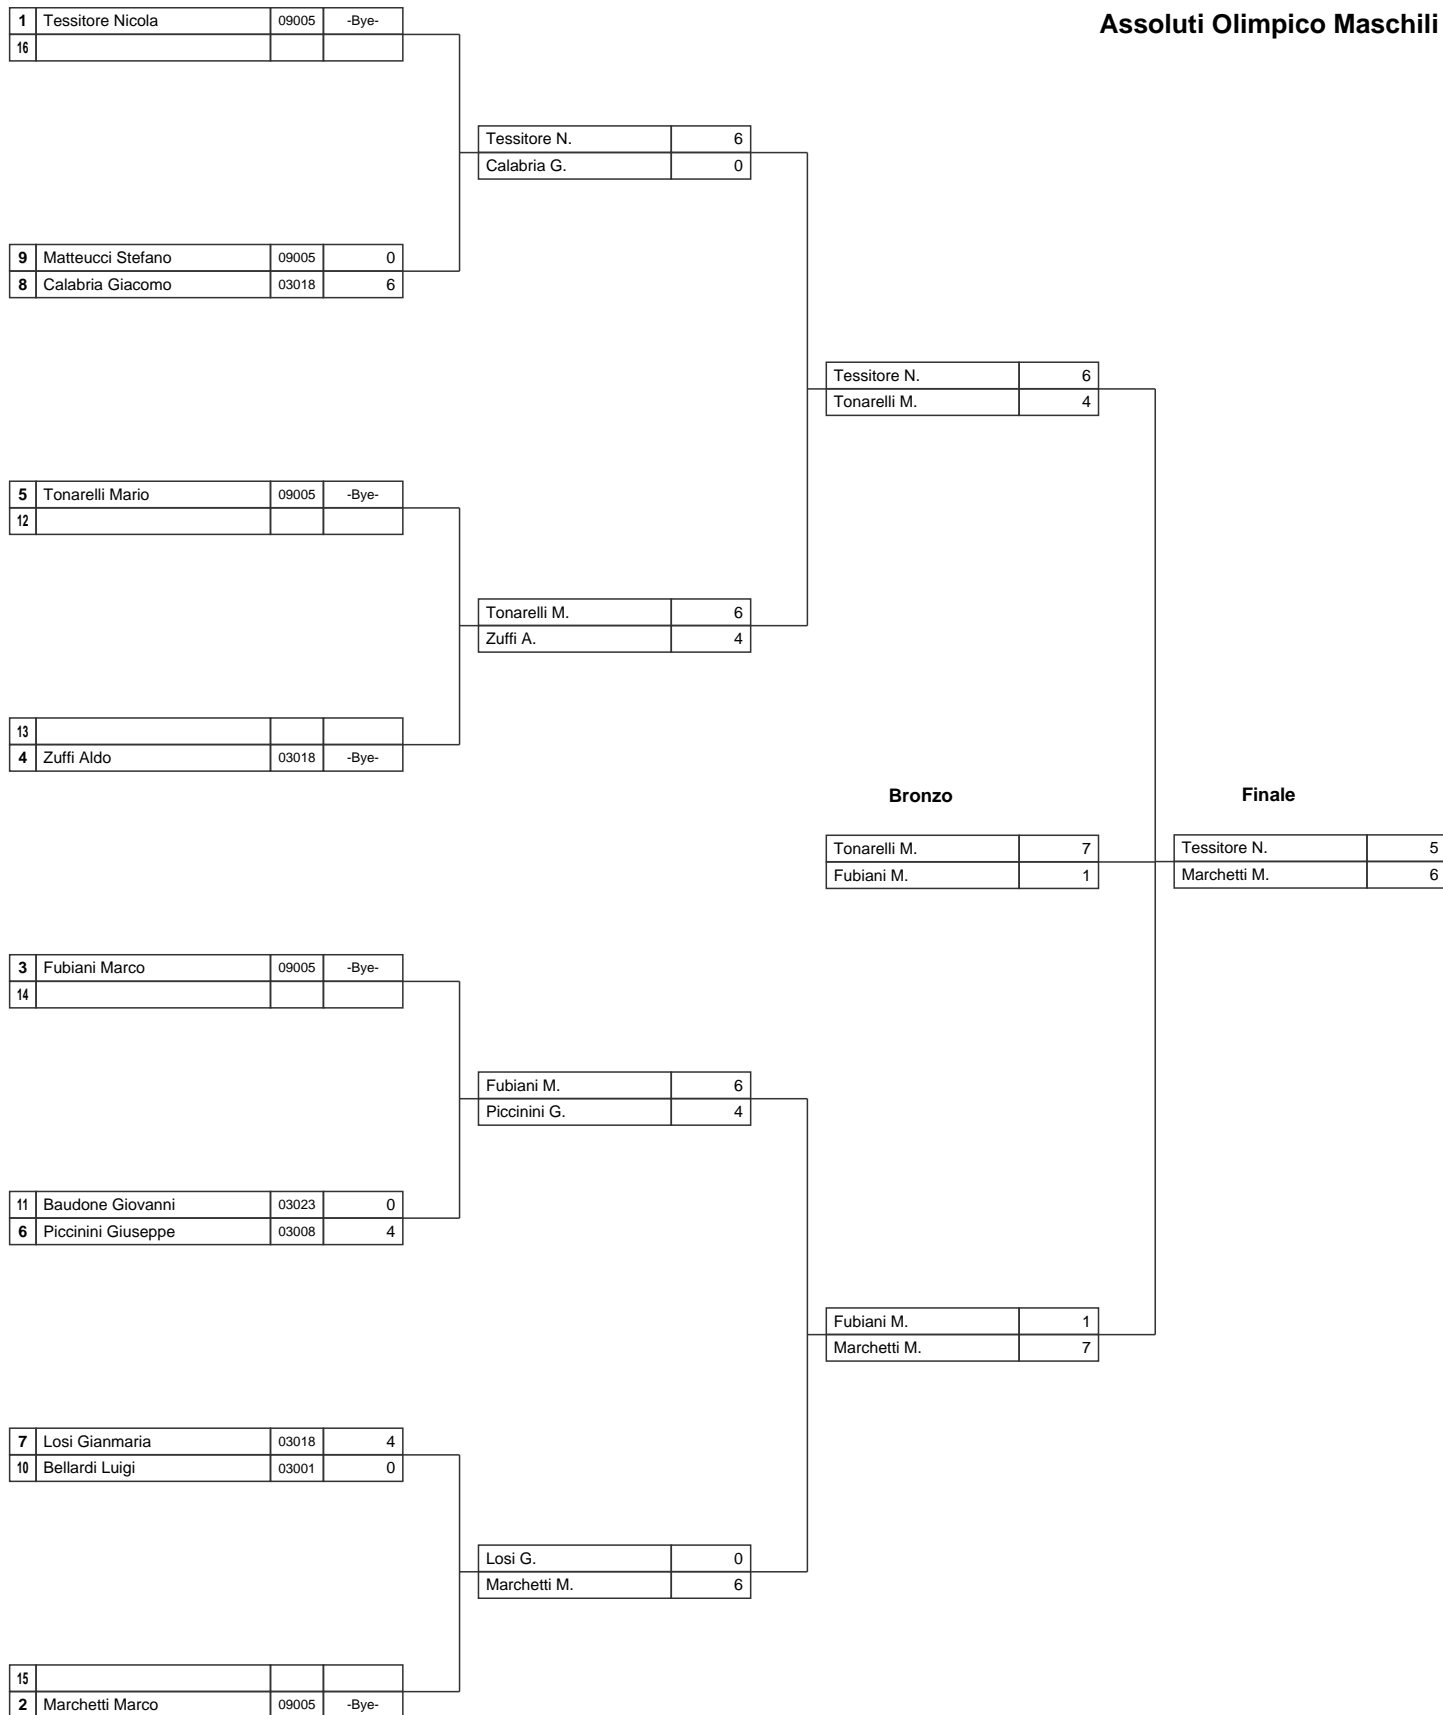 Assoluti Olimpico Maschili
1 Tessitore Nicola 09005 -Bye-
16
Tessitore N. 6
Calabria G. 0
9 Matteucci Stefano 09005 0
8 Calabria Giacomo 03018 6
Tessitore N. 6
Tonarelli M. 4
5 Tonarelli Mario 09005 -Bye-
12
Tonarelli M. 6
Zuffi A. 4
13
4 Zuffi Aldo 03018 -Bye-
Bronzo
Finale
Tonarelli M. 7
Fubiani M. 1
Tessitore N. 5
Marchetti M. 6
3 Fubiani Marco 09005 -Bye-
14
Fubiani M. 6
Piccinini G. 4
11 Baudone Giovanni 03023 0
6 Piccinini Giuseppe 03008 4
Fubiani M. 1
Marchetti M. 7
7 Losi Gianmaria 03018 4
10 Bellardi Luigi 03001 0
Losi G. 0
Marchetti M. 6
15
2 Marchetti Marco 09005 -Bye-